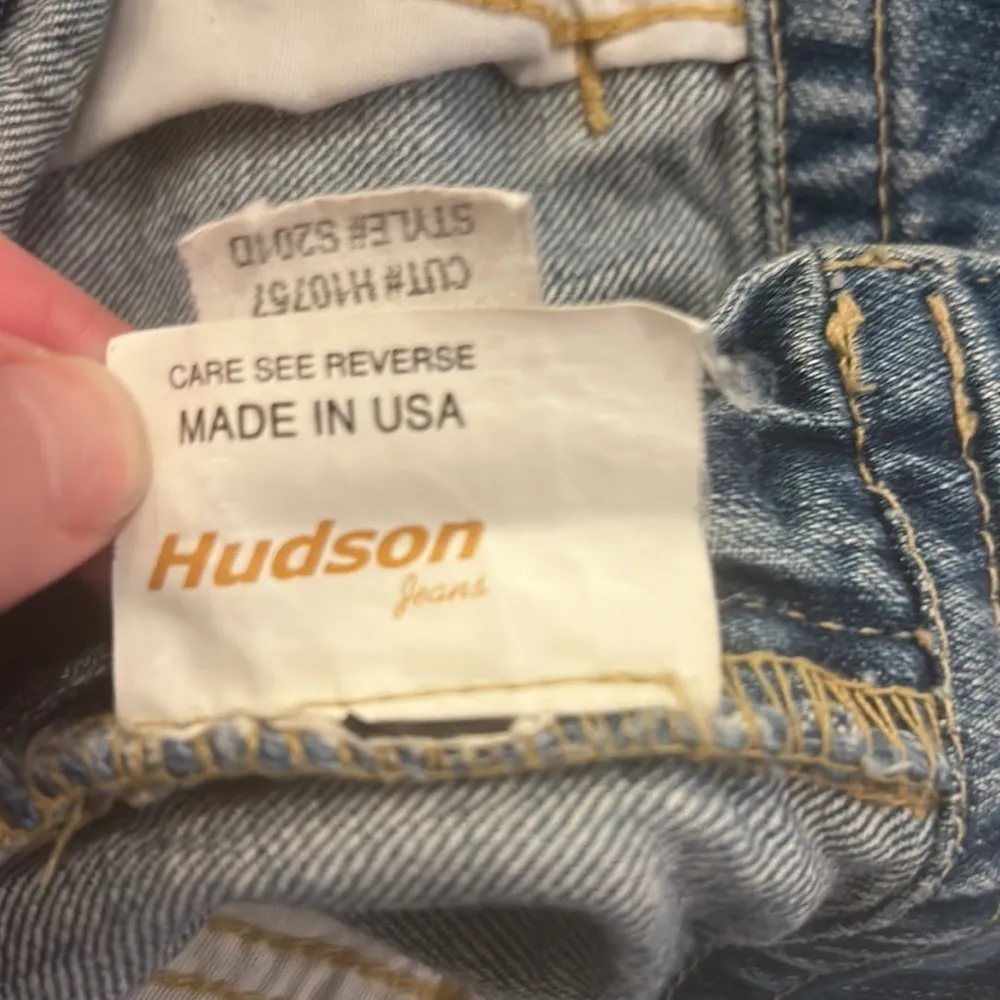 STYLE# S201D
CUT# H10757
CARE SEE REVERSE
MADE IN USA
Hudson
Jeans